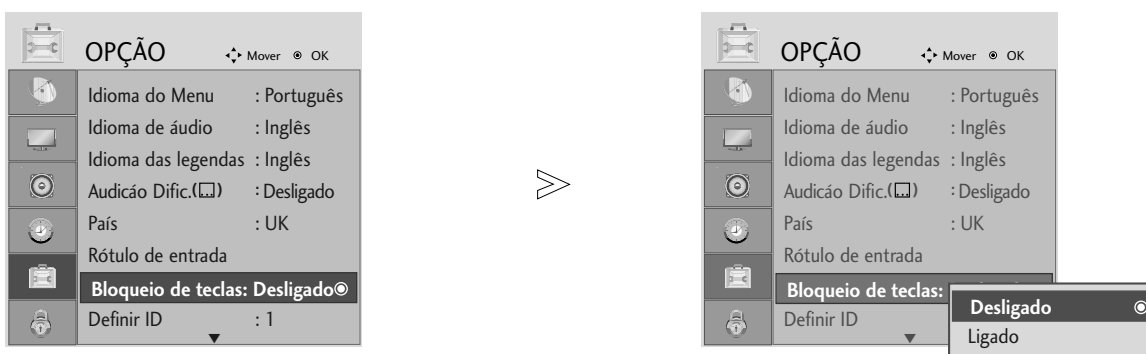 OPÇÃO Mover OK
Idioma do Menu : Português
Idioma de áudio : Inglês
Idioma das legendas : Inglês
Audicáo Dific.( ) : Desligado
País : UK
Rótulo de entrada
Bloqueio de teclas: Desligado
Definir ID : 1
OPÇÃO Mover OK
Idioma do Menu : Português
Idioma de áudio : Inglês
Idioma das legendas : Inglês
Audicáo Dific.( ) : Desligado
País : UK
Rótulo de entrada
Bloqueio de teclas:
Definir ID
Desligado
Ligado